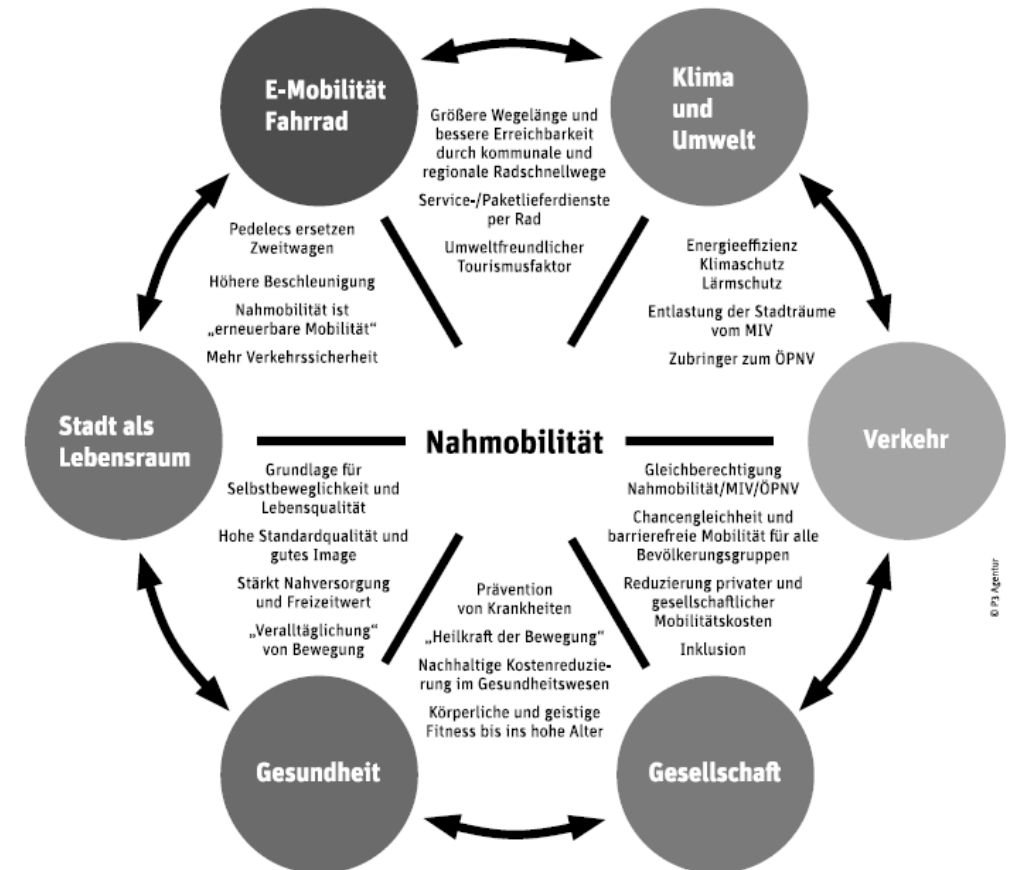 E-Mobilität
Fahrrad
Klima
und
Umwelt
Größere Wegelänge und
bessere Erreichbarkeit
durch kommunale und
regionale Radschnellwege
Service-/Paketlieferdienste
per Rad
Umweltfreundlicher
Tourismusfaktor
Pedelecs ersetzen
Zweitwagen
Höhere Beschleunigung
Nahmobilität ist
„erneuerbare Mobilität“
Mehr Verkehrssicherheit
Energieeffizienz
Klimaschutz
Lärmschutz
Entlastung der Stadträume
vom MIV
Zubringer zum ÖPNV
Stadt als
Lebensraum
Nahmobilität
Verkehr
Grundlage für
Selbstbeweglichkeit und
Lebensqualität
Hohe Standardqualität und
gutes Image
Stärkt Nahversorgung
und Freizeitwert
„Veralltäglichung“
von Bewegung
Prävention
von Krankheiten
„Heilkraft der Bewegung“
Nachhaltige Kostenreduzie-
rung im Gesundheitswesen
Körperliche und geistige
Fitness bis ins hohe Alter
Gleichberechtigung
Nahmobilität/MIV/ÖPNV
Chancengleichheit und
barrierefreie Mobilität für alle
Bevölkerungsgruppen
Reduzierung privater und
gesellschaftlicher
Mobilitätskosten
Inklusion
© P3 Agentur
Gesundheit
Gesellschaft